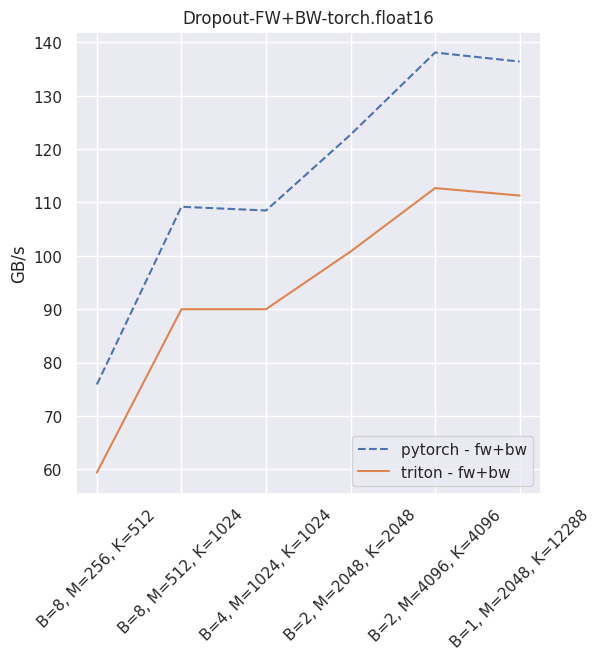 Dropout-FW+BW-torch.float16
140
130
120
110
100
90
80
70
60
GB/s
pytorch - fw+bw
triton - fw+bw
B=8, M=256, K=512
B=8, M=512, K=1024
B=4, M=1024, K=1024
B=2, M=2048, K=2048
B=2, M=4096, K=4096
B=1, M=2048, K=12288